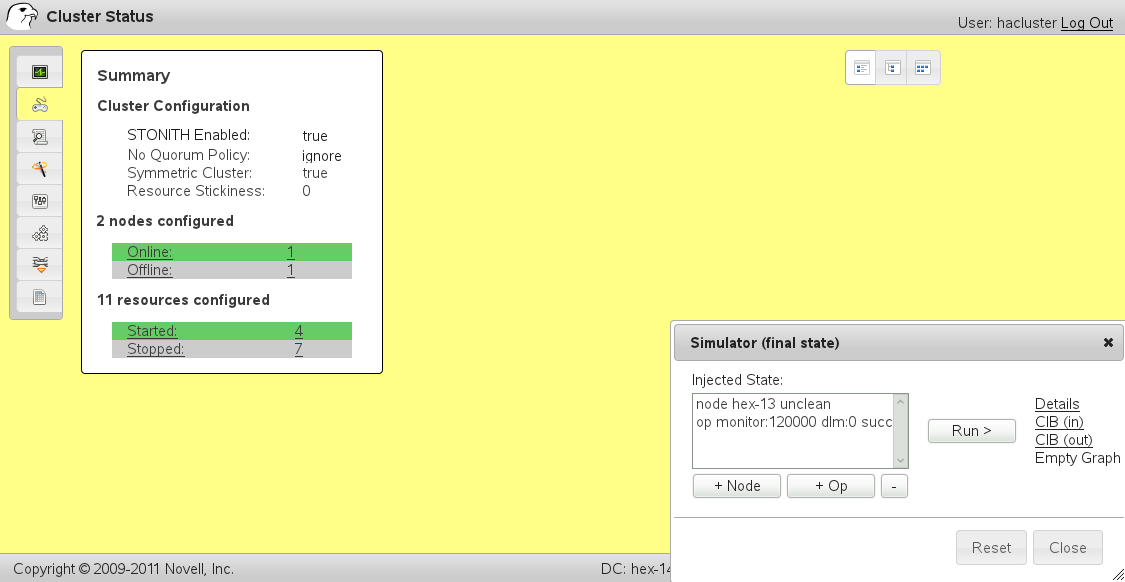 Cluster Status
User: hacluster Log Out
Summary
Cluster Configuration
STONITH Enabled: true
No Quorum Policy: ignore
Symmetric Cluster: true
Resource Stickiness: 0
2 nodes configured
Online: 1
Offline: 1
11 resources configured
Started: 4
Stopped: 7
Simulator (final state)
Injected State:
node hex-13 unclean
op monitor:120000 dlm:0 succ
Run >
Details
CIB (in)
CIB (out)
Empty Graph
+ Node
+ Op
-
Reset
Close
Copyright © 2009-2011 Novell, Inc.
DC: hex-14